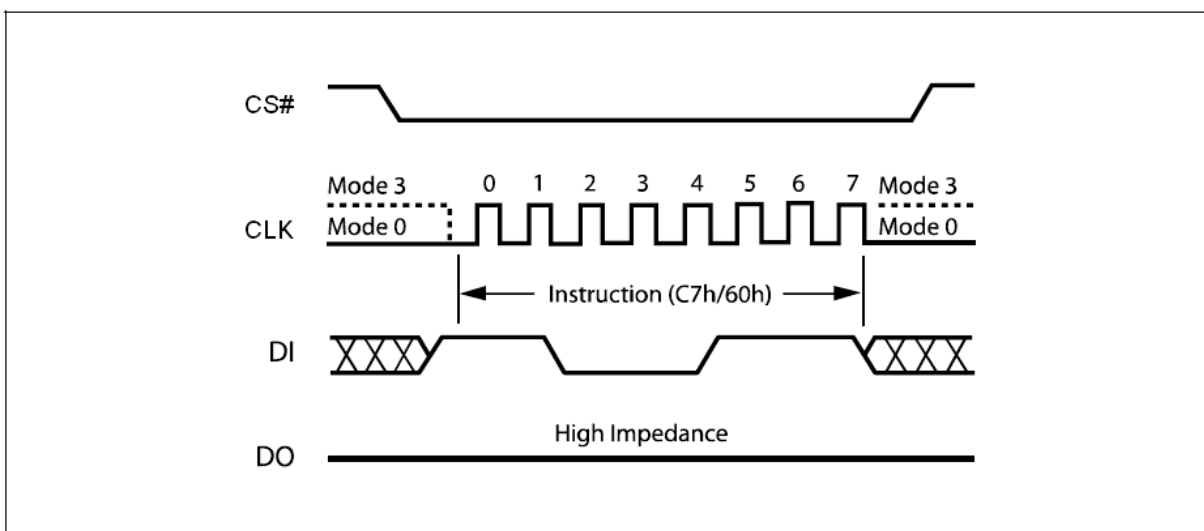 CS#
Mode 3 0 1 2 3 4 5 6 7 Mode 3
CLK Mode 0 Mode 0
Instruction (C7h/60h)
DI
High Impedance
DO